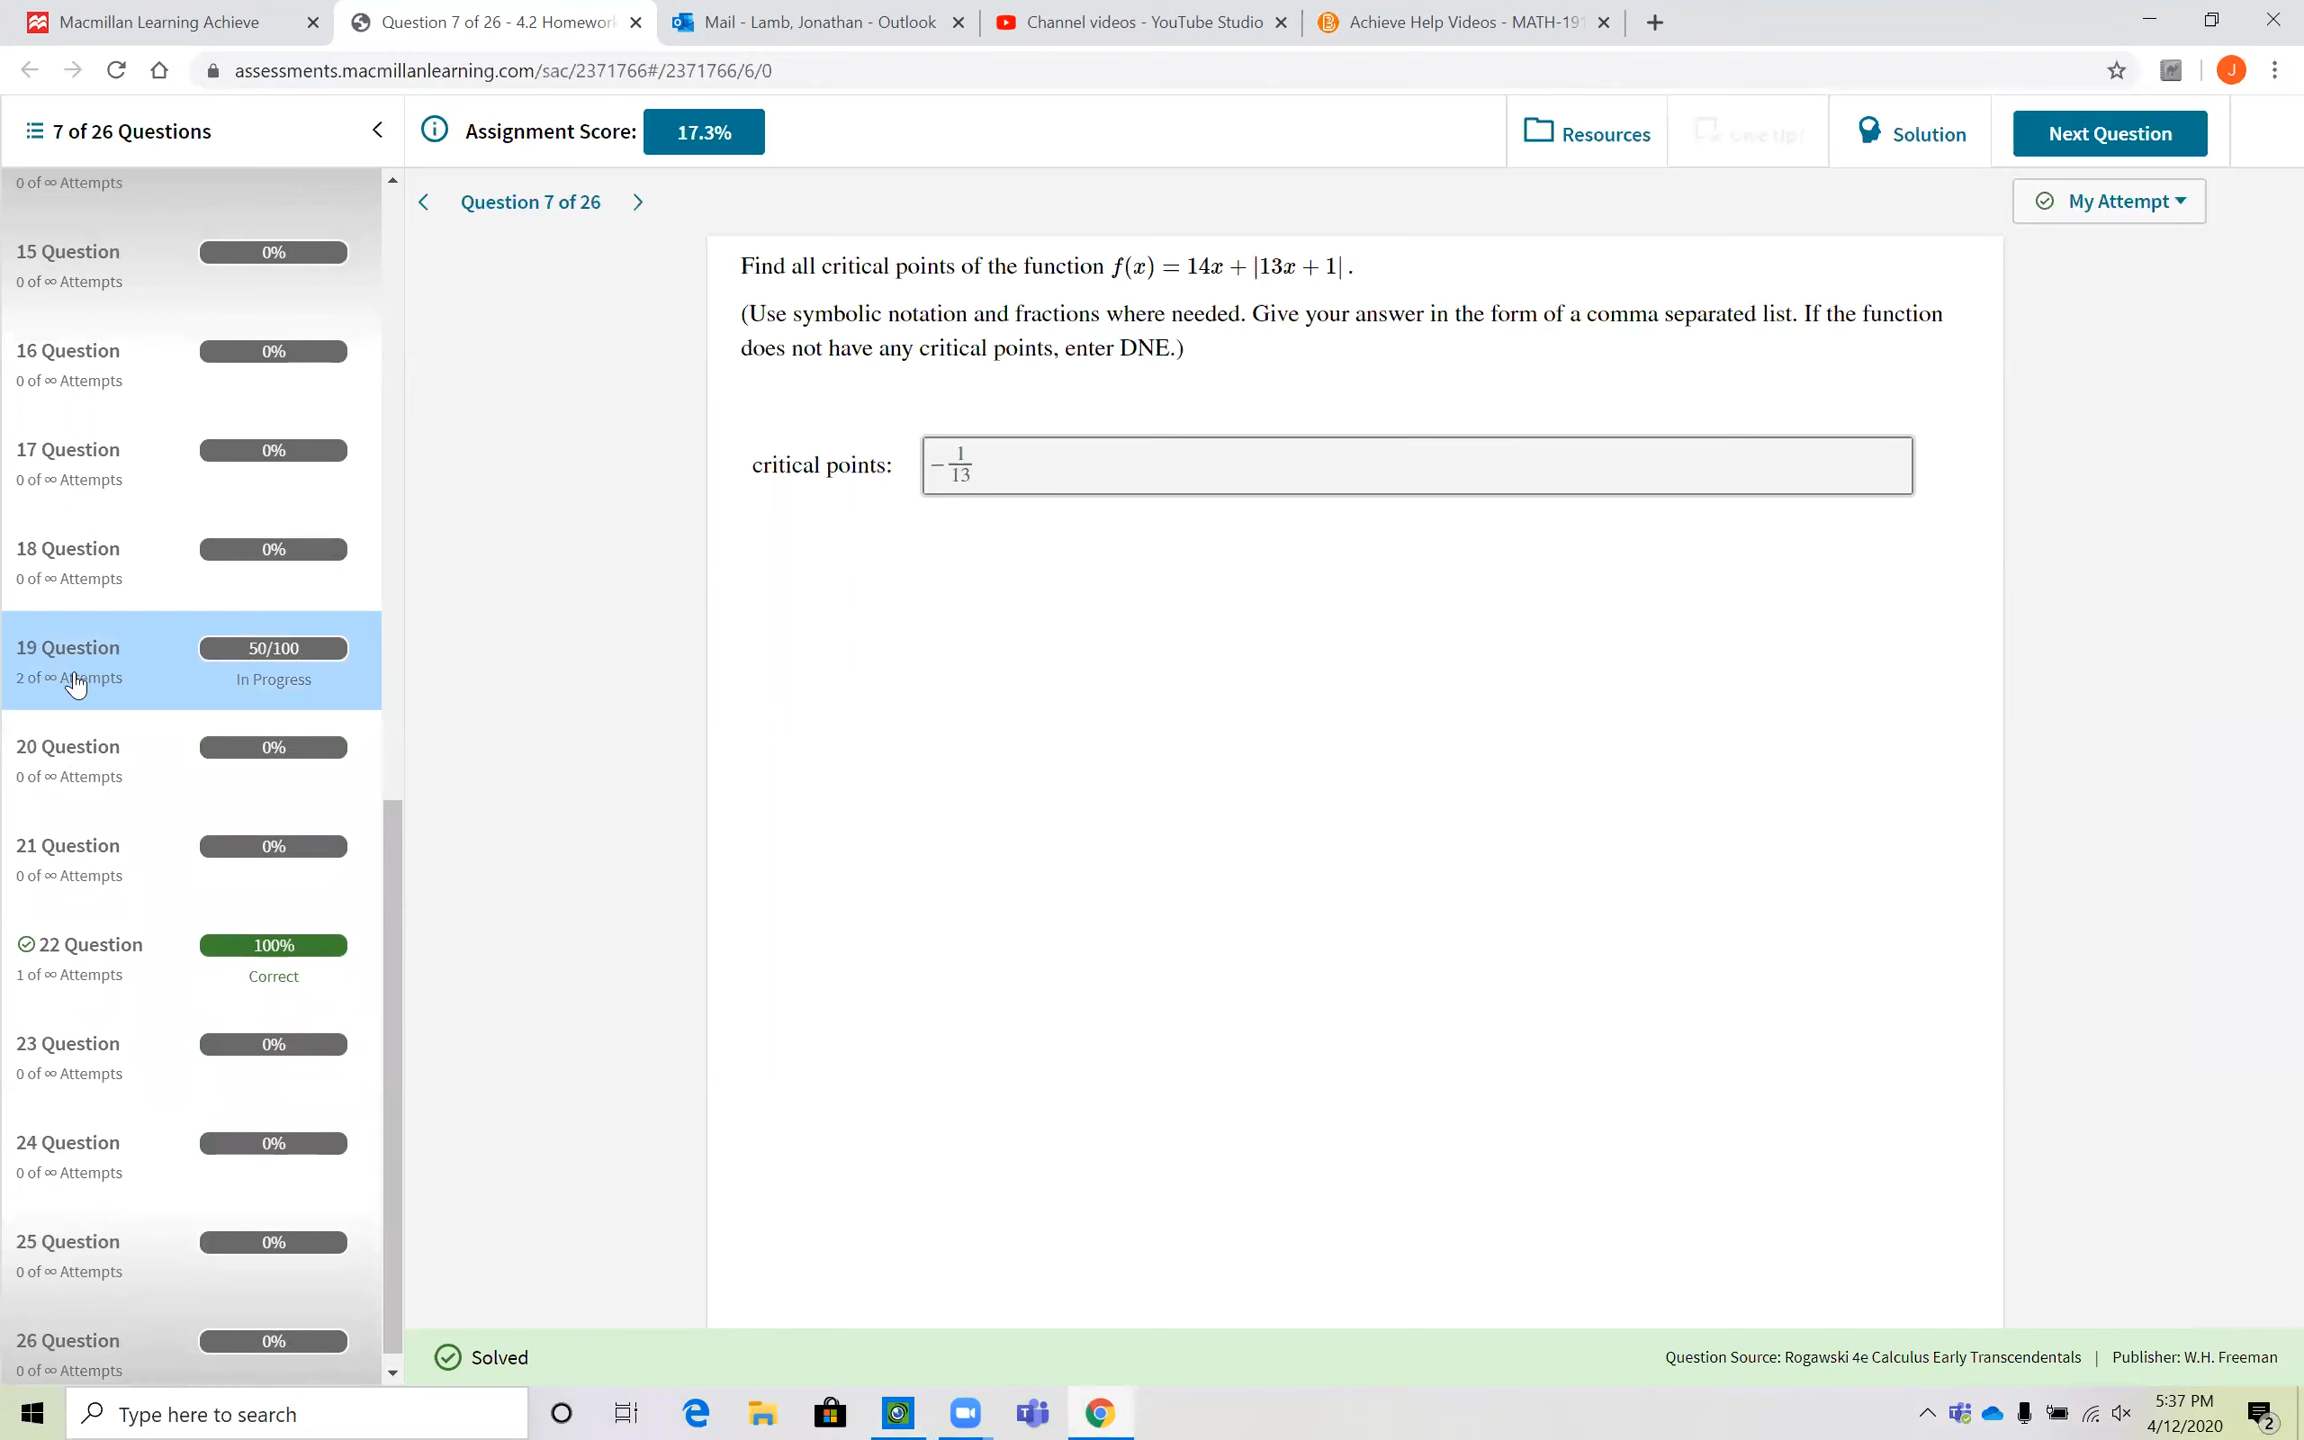 Macmillan Learning Achieve
Question 7 of 26 - 4.2 Homework
Mail - Lamb, Jonathan - Outlook
Channel videos - YouTube Studio
Achieve Help Videos - MATH-191
assessments.macmillanlearning.com/sac/2371766#/2371766/6/0
J
7 of 26 Questions
Assignment Score: 17.3%
Resources
Give Up?
Solution
Next Question
0 of ∞ Attempts
15 Question 0%
0 of ∞ Attempts
16 Question 0%
0 of ∞ Attempts
17 Question 0%
0 of ∞ Attempts
18 Question 0%
0 of ∞ Attempts
19 Question 50/100
2 of ∞ Attempts In Progress
20 Question 0%
0 of ∞ Attempts
21 Question 0%
0 of ∞ Attempts
22 Question 100%
1 of ∞ Attempts Correct
23 Question 0%
0 of ∞ Attempts
24 Question 0%
0 of ∞ Attempts
25 Question 0%
0 of ∞ Attempts
26 Question 0%
0 of ∞ Attempts
Question 7 of 26
My Attempt
Find all critical points of the function f(x) = 14x + |13x + 1| .
(Use symbolic notation and fractions where needed. Give your answer in the form of a comma separated list. If the function
does not have any critical points, enter DNE.)
critical points: −1/13
Solved
Question Source: Rogawski 4e Calculus Early Transcendentals | Publisher: W.H. Freeman
Type here to search
5:37 PM
4/12/2020
2